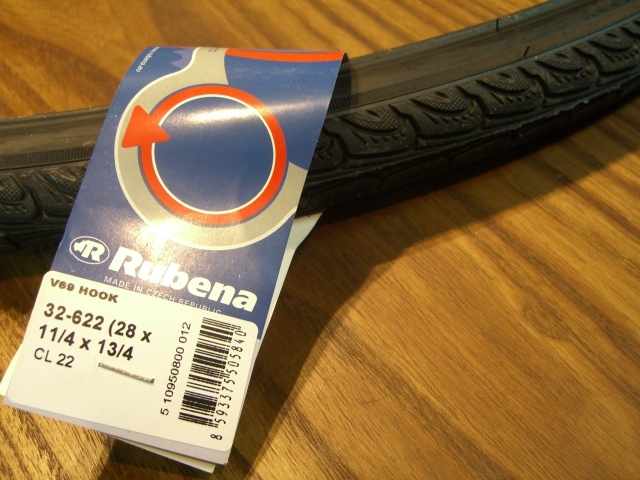 Rubena
MADE IN CZECH REPUBLIC
V69 HOOK
32-622 (28 x
11/4 x 13/4
CL 22
5 10950800 012
8 593375 505840